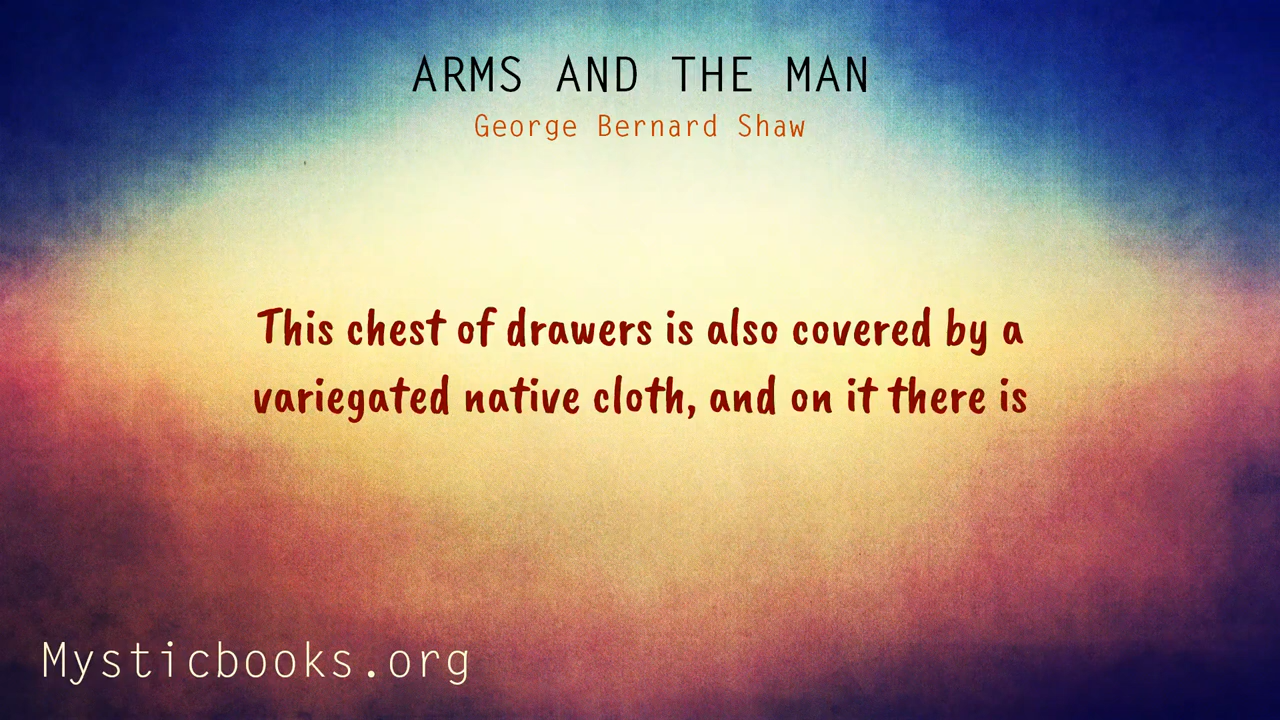 ARMS AND THE MAN
George Bernard Shaw
This chest of drawers is also covered by a
variegated native cloth, and on it there is
Mysticbooks.org